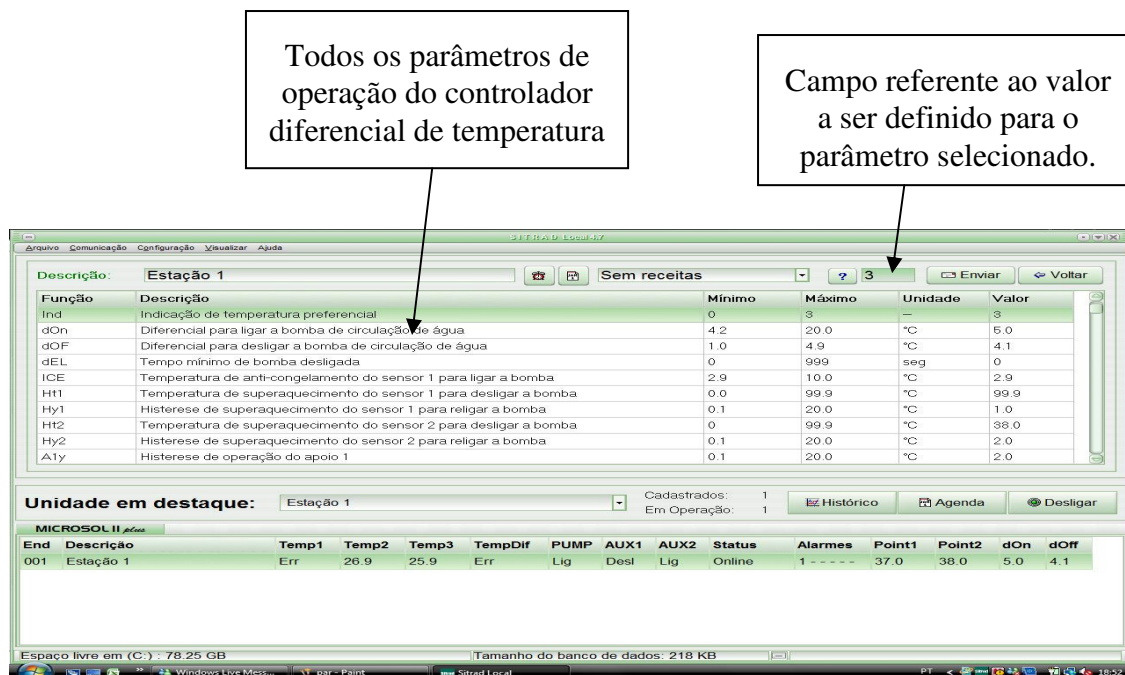 Todos os parâmetros de
operação do controlador
diferencial de temperatura
Campo referente ao valor
a ser definido para o
parâmetro selecionado.
SITRAD Local 4.7
Arquivo Comunicação Configuração Visualizar Ajuda
Descrição: Estação 1 Sem receitas ? 3 Enviar Voltar
Função Descrição Mínimo Máximo Unidade Valor
Ind Indicação de temperatura preferencial 0 3 — 3
dOn Diferencial para ligar a bomba de circulação de água 4.2 20.0 °C 5.0
dOF Diferencial para desligar a bomba de circulação de água 1.0 4.9 °C 4.1
dEL Tempo mínimo de bomba desligada 0 999 seg 0
ICE Temperatura de anti-congelamento do sensor 1 para ligar a bomba 2.9 10.0 °C 2.9
Ht1 Temperatura de superaquecimento do sensor 1 para desligar a bomba 0.0 99.9 °C 99.9
Hy1 Histerese de superaquecimento do sensor 1 para religar a bomba 0.1 20.0 °C 1.0
Ht2 Temperatura de superaquecimento do sensor 2 para desligar a bomba 0 99.9 °C 38.0
Hy2 Histerese de superaquecimento do sensor 2 para religar a bomba 0.1 20.0 °C 2.0
A1y Histerese de operação do apoio 1 0.1 20.0 °C 2.0
Unidade em destaque: Estação 1 Cadastrados: 1 Histórico Agenda Desligar
Em Operação: 1
MICROSOL II plus
End Descrição Temp1 Temp2 Temp3 TempDif PUMP AUX1 AUX2 Status Alarmes Point1 Point2 dOn dOff
001 Estação 1 Err 26.9 25.9 Err Lig Desl Lig Online 1 - - - - - 37.0 38.0 5.0 4.1
Espaço livre em (C:) : 78.25 GB Tamanho do banco de dados: 218 KB
Windows Live Mess... par - Paint Sitrad Local PT 18:52